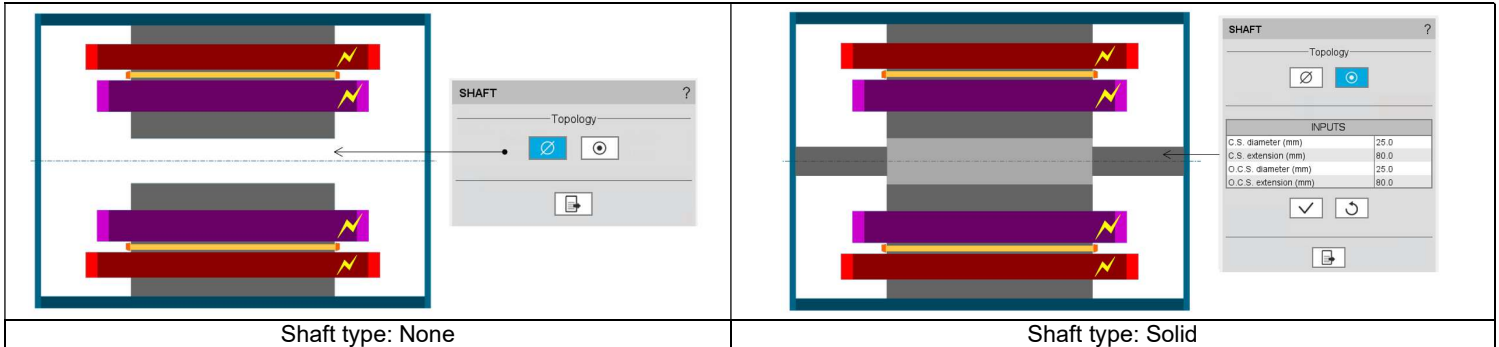 SHAFT ?
Topology
Shaft type: None
SHAFT ?
Topology
INPUTS
C.S. diameter (mm) 25.0
C.S. extension (mm) 80.0
O.C.S. diameter (mm) 25.0
O.C.S. extension (mm) 80.0
Shaft type: Solid